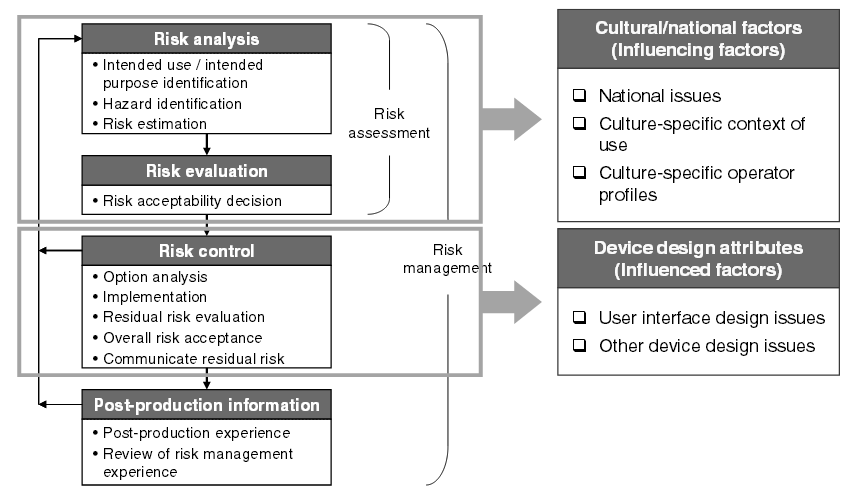 Risk analysis
• Intended use / intended
purpose identification
• Hazard identification
• Risk estimation
Risk evaluation
• Risk acceptability decision
Risk control
• Option analysis
• Implementation
• Residual risk evaluation
• Overall risk acceptance
• Communicate residual risk
Post-production information
• Post-production experience
• Review of risk management
experience
Risk
assessment
Risk
management
Cultural/national factors
(Influencing factors)
❑ National issues
❑ Culture-specific context of
use
❑ Culture-specific operator
profiles
Device design attributes
(Influenced factors)
❑ User interface design issues
❑ Other device design issues